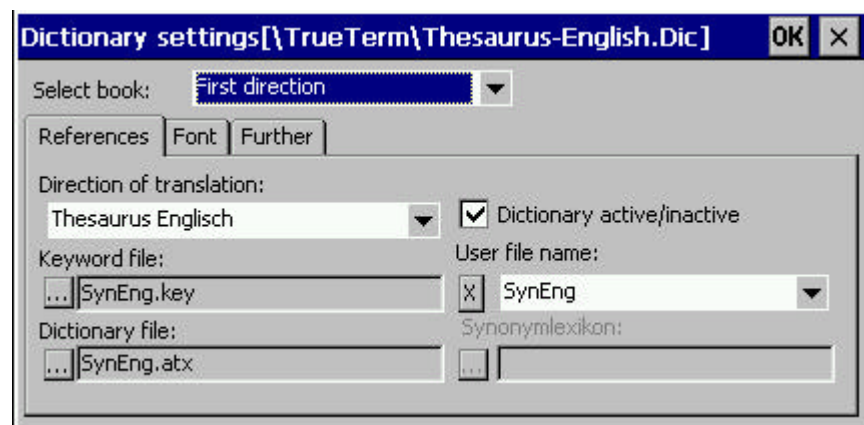 Dictionary settings[\TrueTerm\Thesaurus-English.Dic] OK ×
Select book: First direction
References Font Further
Direction of translation:
Thesaurus Englisch
Dictionary active/inactive
Keyword file:
User file name:
... SynEng.key
X SynEng
Dictionary file:
Synonymlexikon:
... SynEng.atx
...